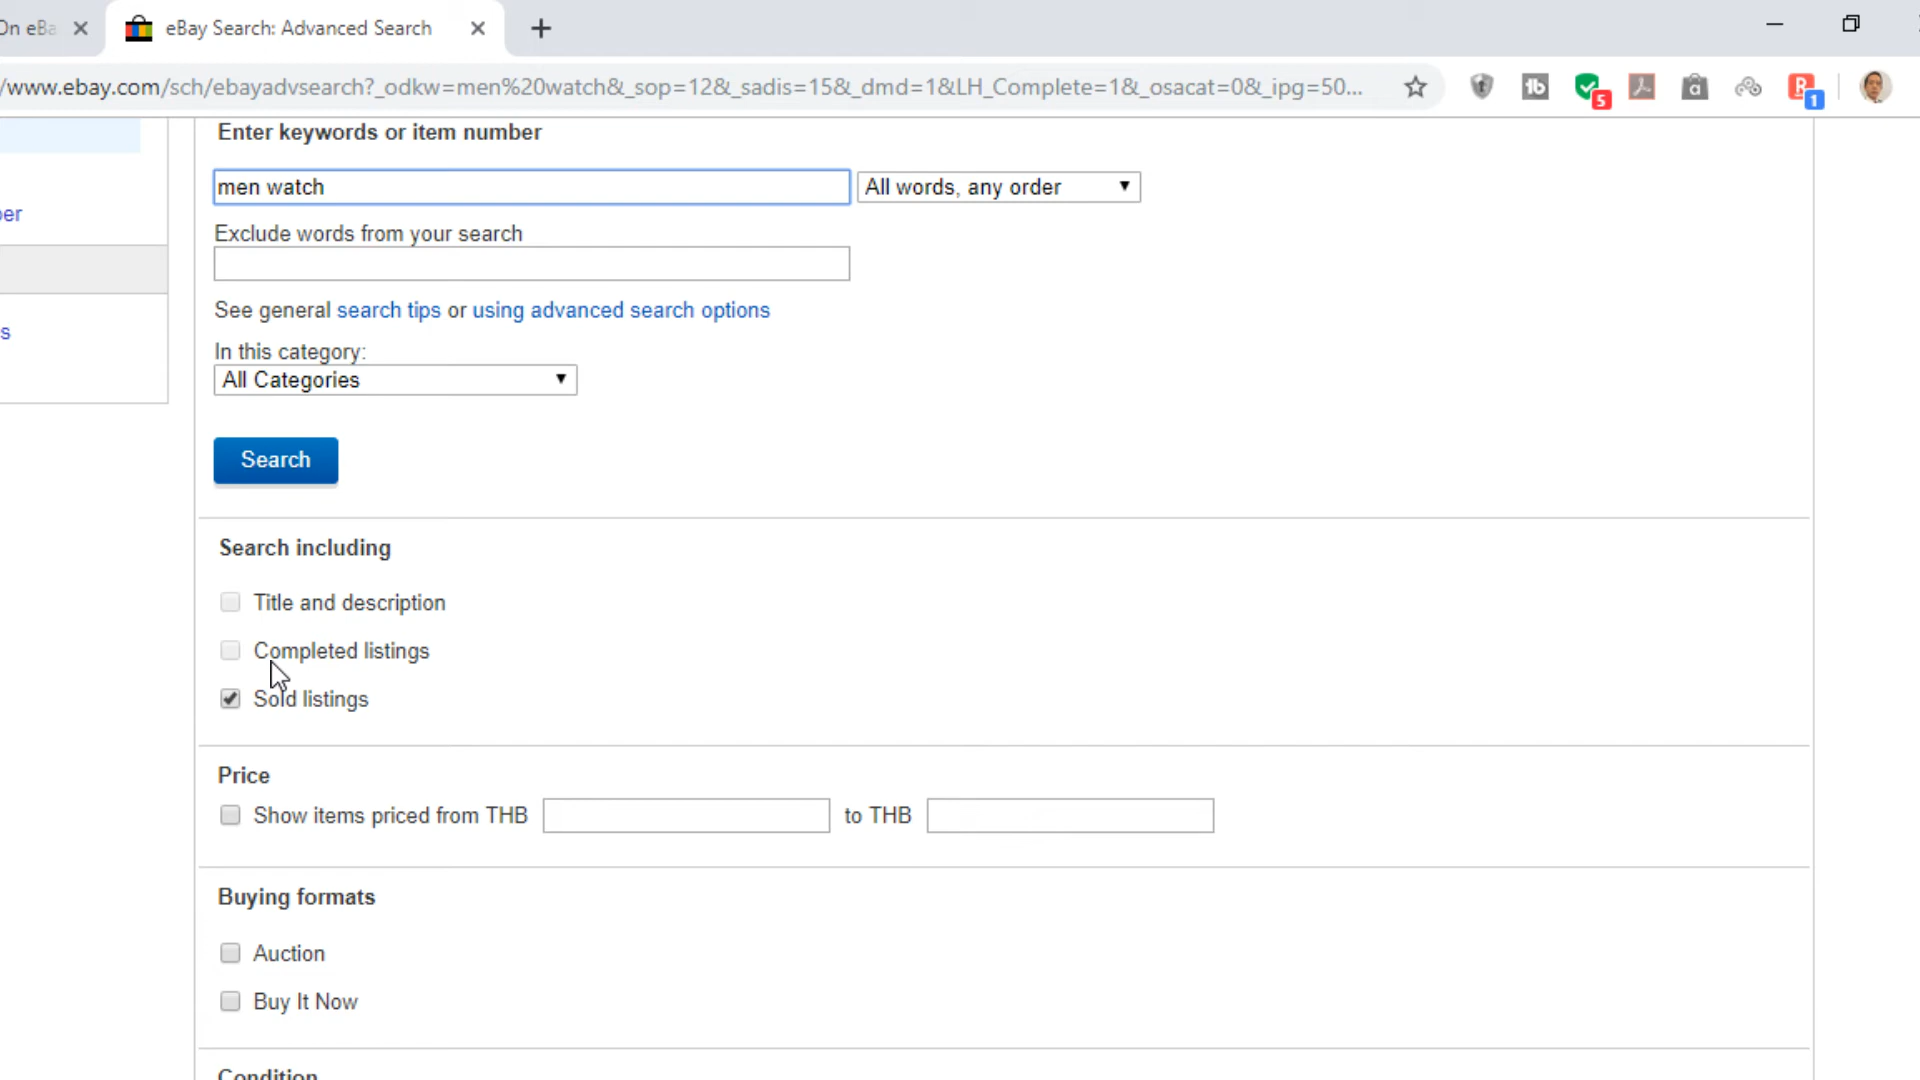 On eBa
eBay Search: Advanced Search
/www.ebay.com/sch/ebayadvsearch?_odkw=men%20watch&_sop=12&_sadis=15&_dmd=1&LH_Complete=1&_osacat=0&_ipg=50...
5
1
Enter keywords or item number
men watch
All words, any order
ber
Exclude words from your search
See general search tips or using advanced search options
s
In this category:
All Categories
Search
Search including
Title and description
Completed listings
Sold listings
Price
Show items priced from THB
to THB
Buying formats
Auction
Buy It Now
Condition